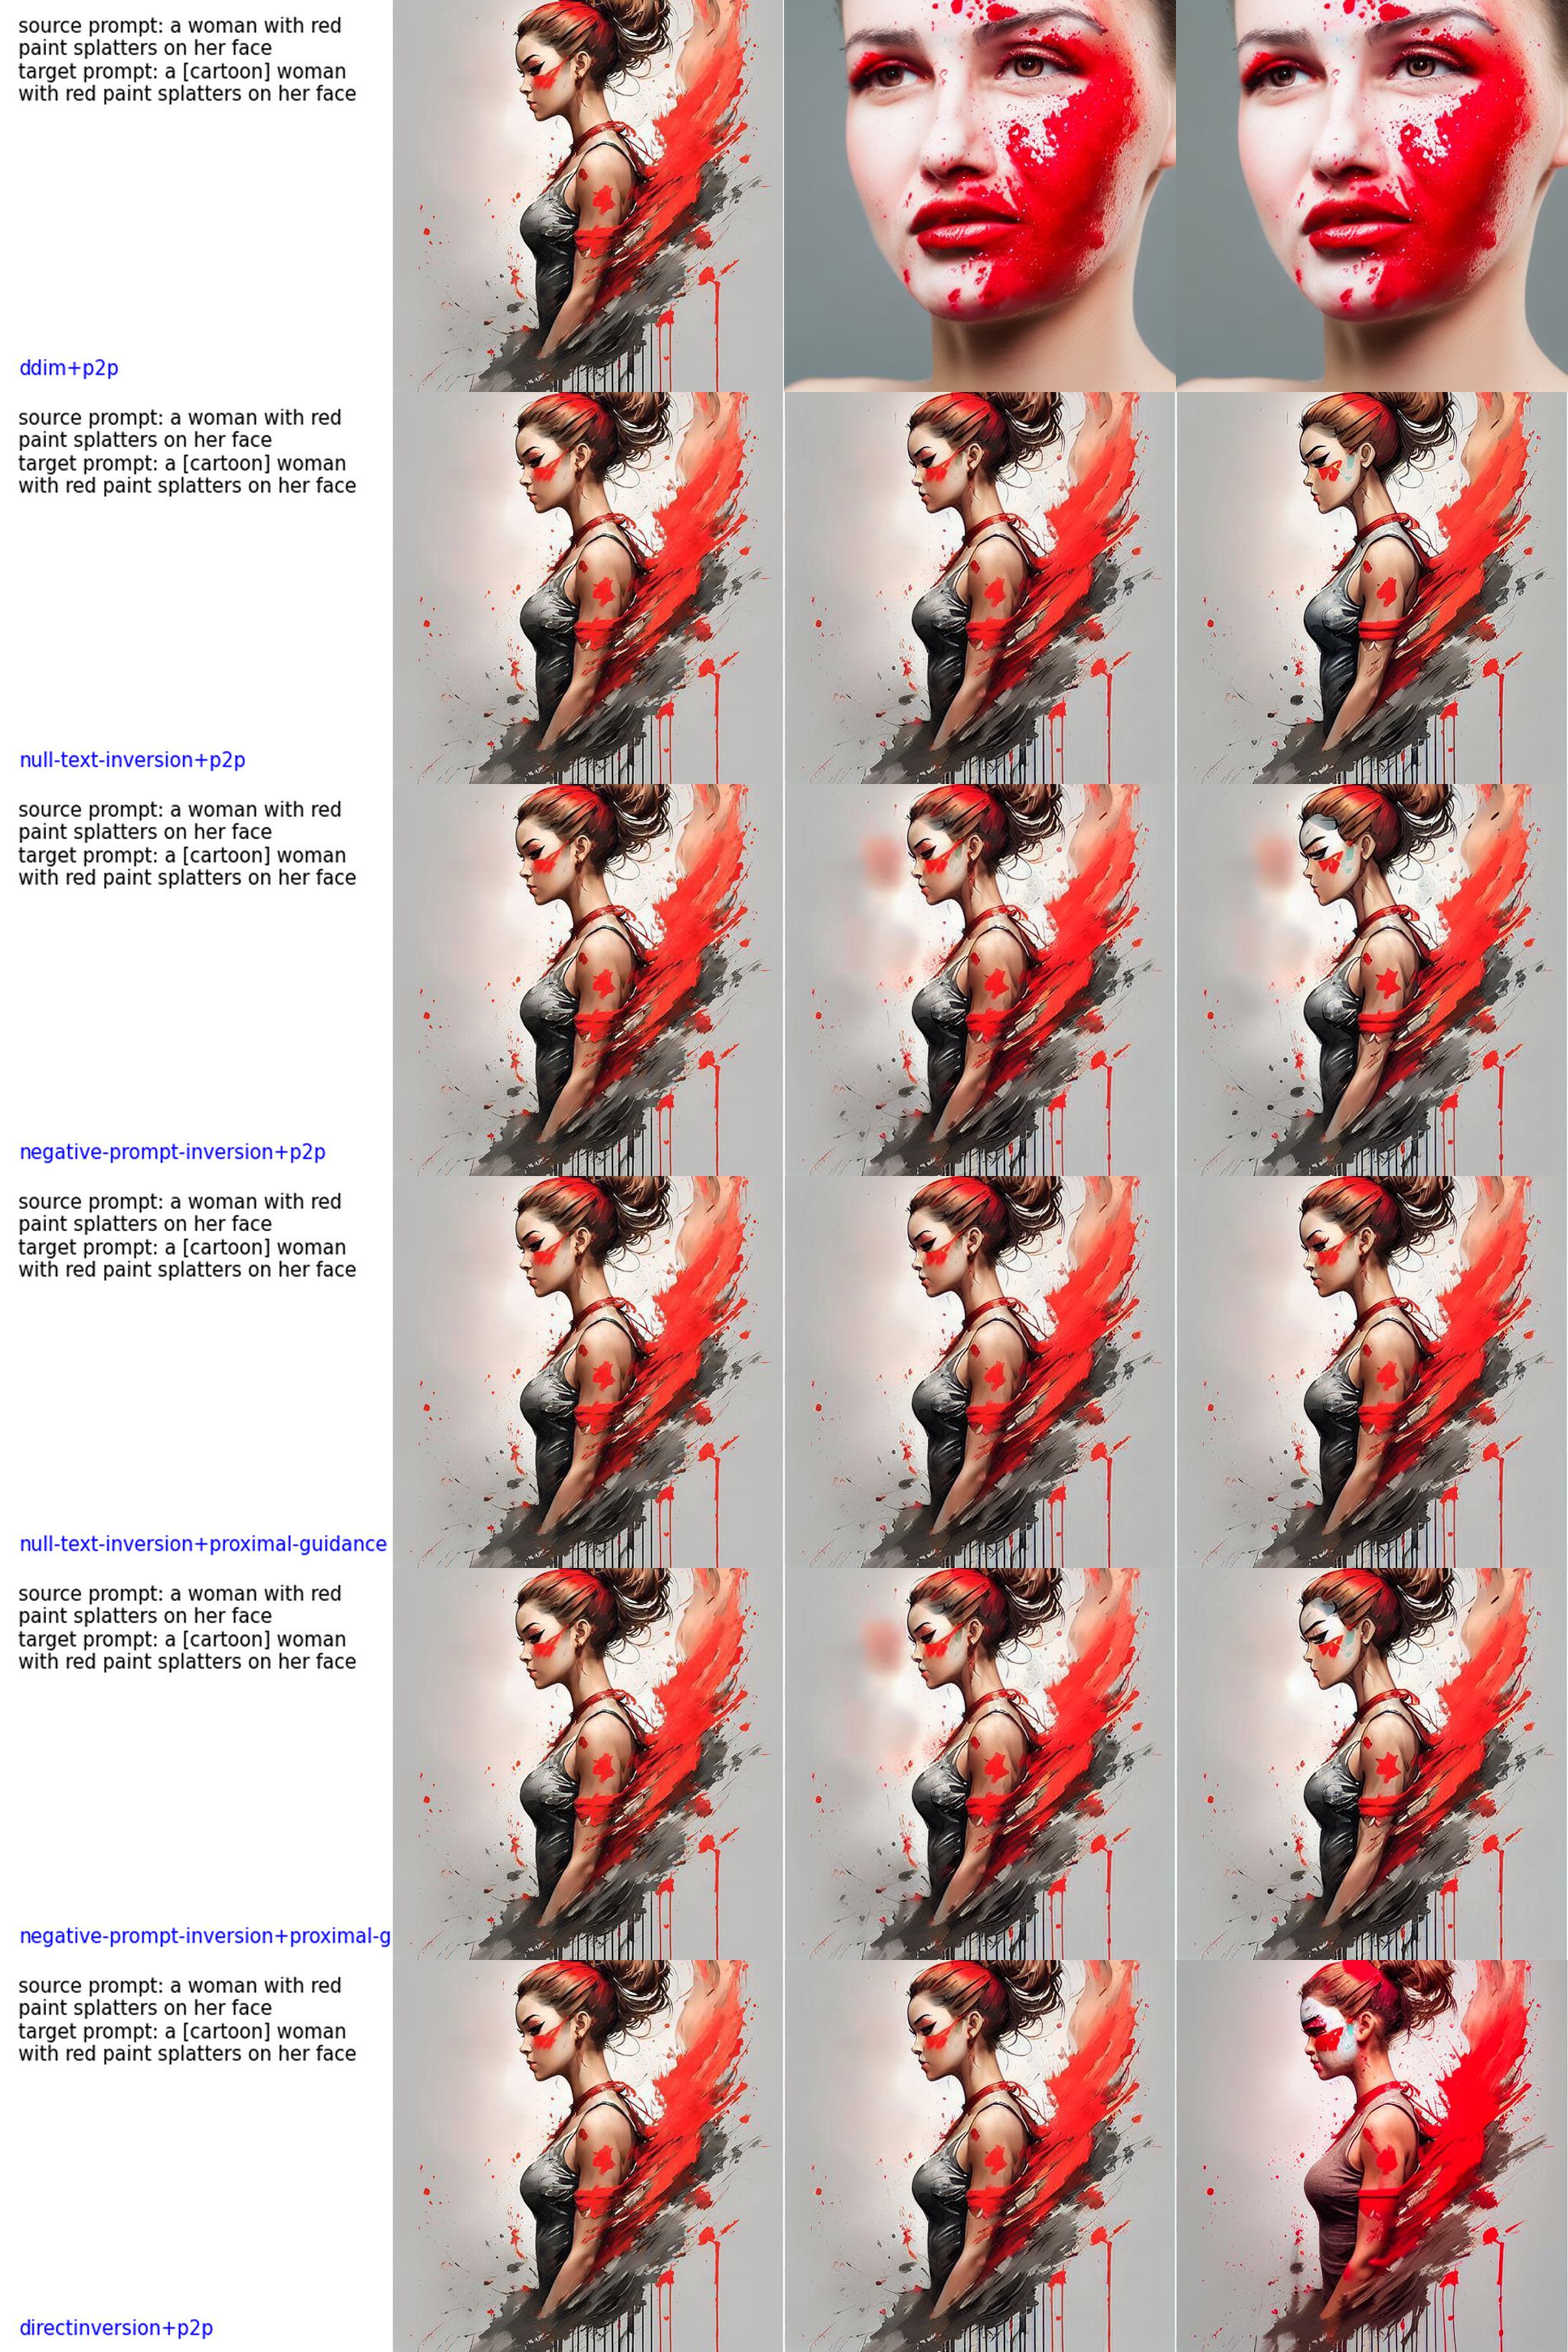 source prompt: a woman with red
paint splatters on her face
target prompt: a [cartoon] woman
with red paint splatters on her face
ddim+p2p
source prompt: a woman with red
paint splatters on her face
target prompt: a [cartoon] woman
with red paint splatters on her face
null-text-inversion+p2p
source prompt: a woman with red
paint splatters on her face
target prompt: a [cartoon] woman
with red paint splatters on her face
negative-prompt-inversion+p2p
source prompt: a woman with red
paint splatters on her face
target prompt: a [cartoon] woman
with red paint splatters on her face
null-text-inversion+proximal-guidance
source prompt: a woman with red
paint splatters on her face
target prompt: a [cartoon] woman
with red paint splatters on her face
negative-prompt-inversion+proximal-g
source prompt: a woman with red
paint splatters on her face
target prompt: a [cartoon] woman
with red paint splatters on her face
directinversion+p2p